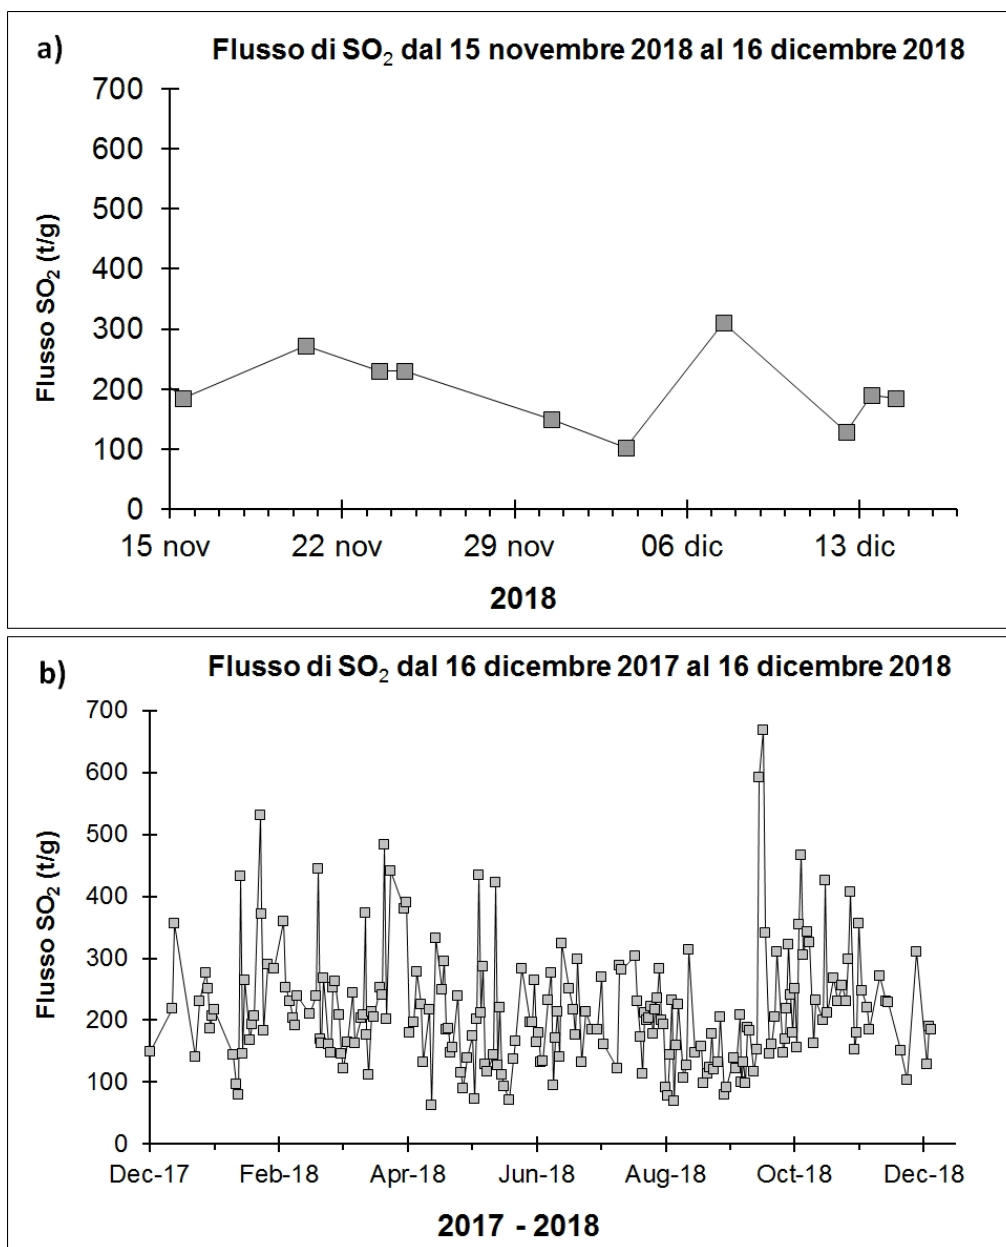 a)
Flusso di SO₂ dal 15 novembre 2018 al 16 dicembre 2018
700
600
500
400
300
200
100
0
Flusso SO₂ (t/g)
15 nov 22 nov 29 nov 06 dic 13 dic
2018
b)
Flusso di SO₂ dal 16 dicembre 2017 al 16 dicembre 2018
700
600
500
400
300
200
100
0
Flusso SO₂ (t/g)
Dec-17 Feb-18 Apr-18 Jun-18 Aug-18 Oct-18 Dec-18
2017 - 2018